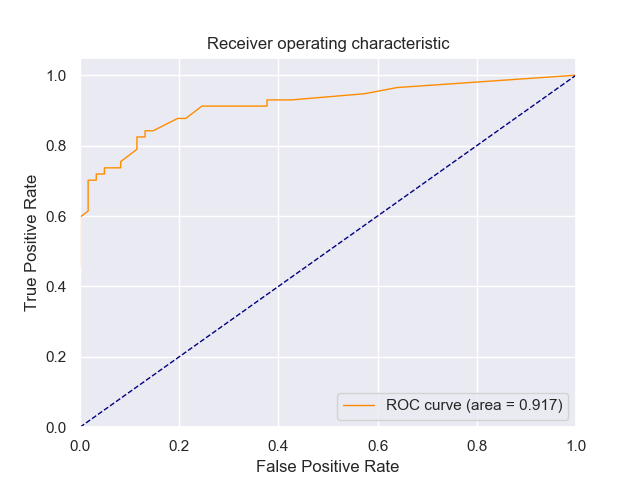 Receiver operating characteristic
1.0
0.8
0.6
0.4
0.2
0.0
True Positive Rate
0.0 0.2 0.4 0.6 0.8 1.0
False Positive Rate
ROC curve (area = 0.917)